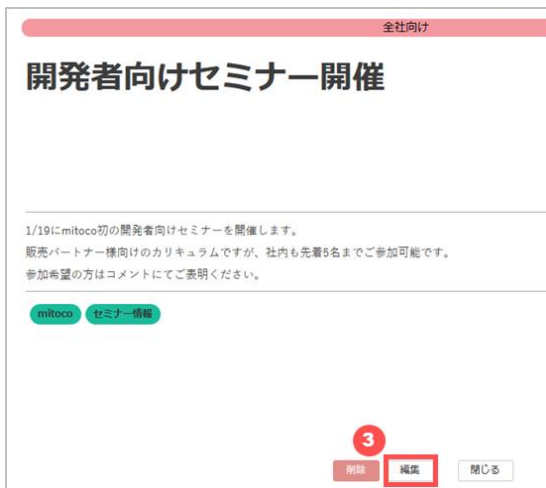 全社向け
開発者向けセミナー開催
1/19にmitoco初の開発者向けセミナーを開催します。
販売パートナー様向けのカリキュラムですが、社内も先着5名までご参加可能です。
参加希望の方はコメントにてご表明ください。
mitoco セミナー情報
3
削除 編集 閉じる